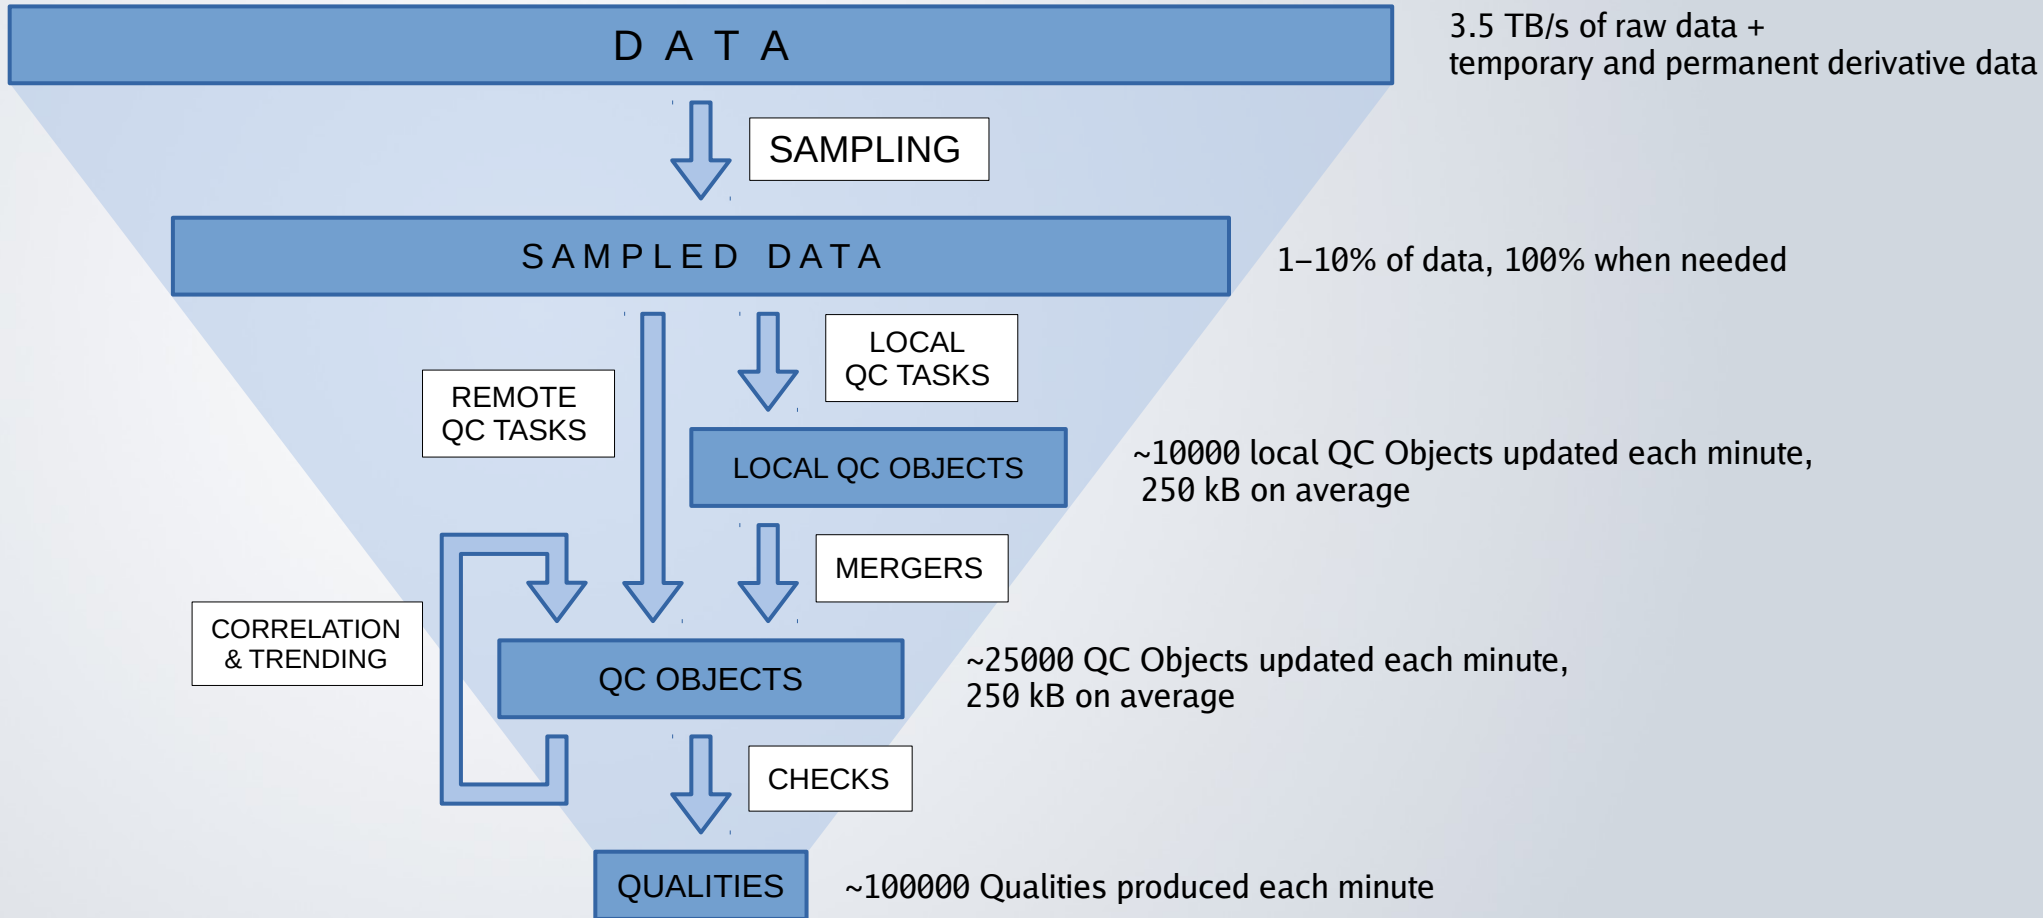 D A T A
3.5 TB/s of raw data +
temporary and permanent derivative data
SAMPLING
SAMPLED DATA
1–10% of data, 100% when needed
LOCAL
QC TASKS
REMOTE
QC TASKS
LOCAL QC OBJECTS
~10000 local QC Objects updated each minute,
250 kB on average
MERGERS
CORRELATION
& TRENDING
QC OBJECTS
~25000 QC Objects updated each minute,
250 kB on average
CHECKS
QUALITIES
~100000 Qualities produced each minute